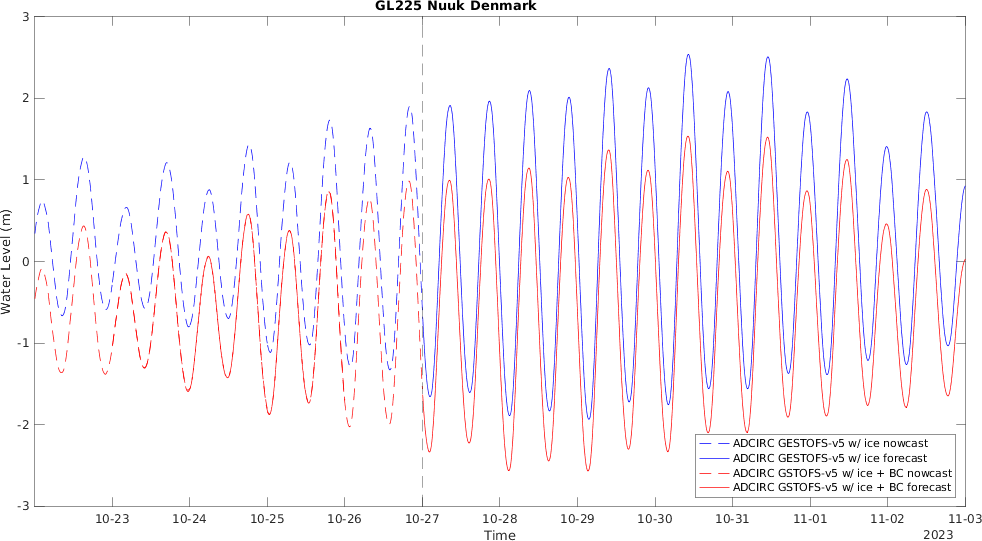 GL225 Nuuk Denmark
3
2
1
0
-1
-2
-3
Water Level (m)
ADCIRC GESTOFS-v5 w/ ice nowcast
ADCIRC GESTOFS-v5 w/ ice forecast
ADCIRC GSTOFS-v5 w/ ice + BC nowcast
ADCIRC GSTOFS-v5 w/ ice + BC forecast
10-23 10-24 10-25 10-26 10-27 10-28 10-29 10-30 10-31 11-01 11-02 11-03
Time
2023